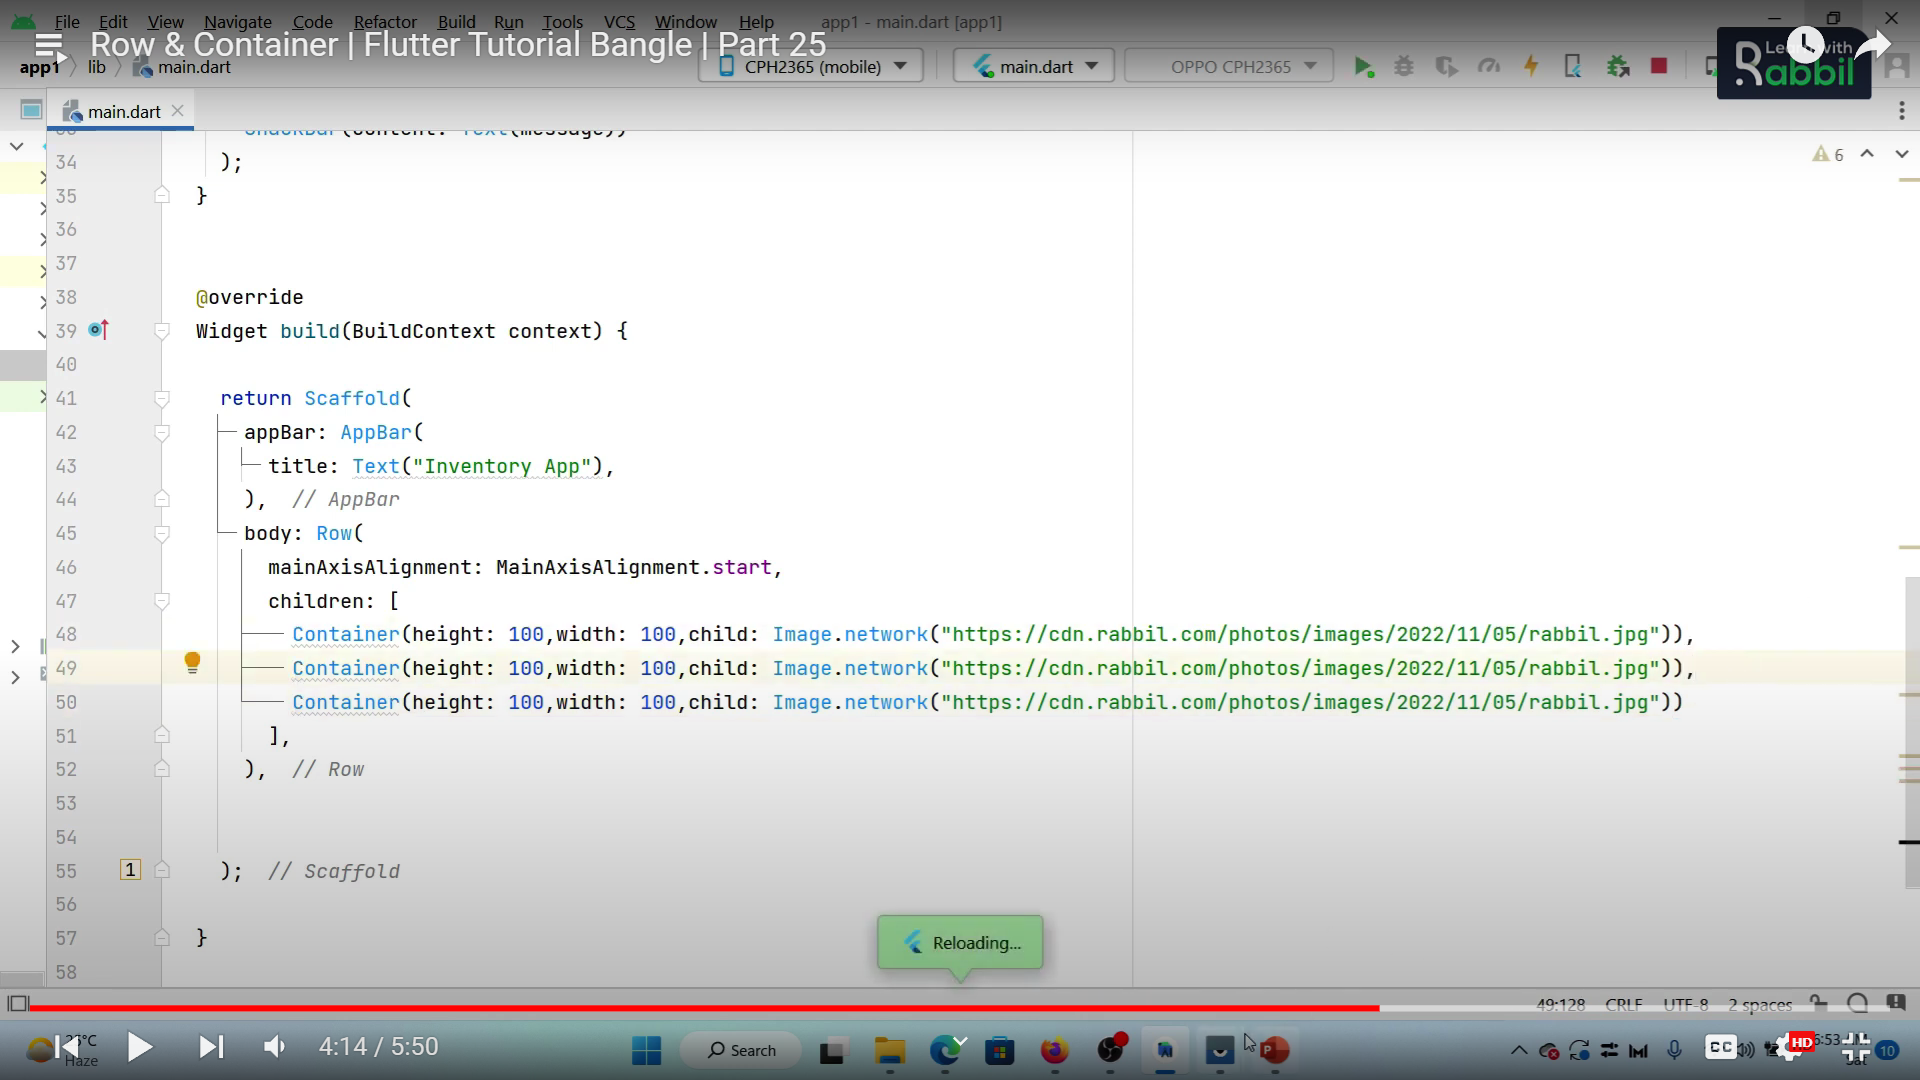 File Edit View Navigate Code Refactor Build Run Tools VCS Window Help app1 - main.dart [app1]
Row & Container | Flutter Tutorial Bangle | Part 25
app1 lib main.dart
CPH2365 (mobile) main.dart OPPO CPH2365
Learn with
Rabbil
main.dart
SnackBar(content: Text(message))
34 );
6
35 }
36
37
38 @override
39 Widget build(BuildContext context) {
40
41 return Scaffold(
42 appBar: AppBar(
43 title: Text("Inventory App"),
44 ), // AppBar
45 body: Row(
46 mainAxisAlignment: MainAxisAlignment.start,
47 children: [
48 Container(height: 100,width: 100,child: Image.network("https://cdn.rabbil.com/photos/images/2022/11/05/rabbil.jpg")),
49 Container(height: 100,width: 100,child: Image.network("https://cdn.rabbil.com/photos/images/2022/11/05/rabbil.jpg")),
50 Container(height: 100,width: 100,child: Image.network("https://cdn.rabbil.com/photos/images/2022/11/05/rabbil.jpg"))
51 ],
52 ), // Row
53
54
55 1 ); // Scaffold
56
57 }
58
Reloading...
49:128 CRLF UTF-8 2 spaces
Haze
4:14 / 5:50
Search
CC
HD
10